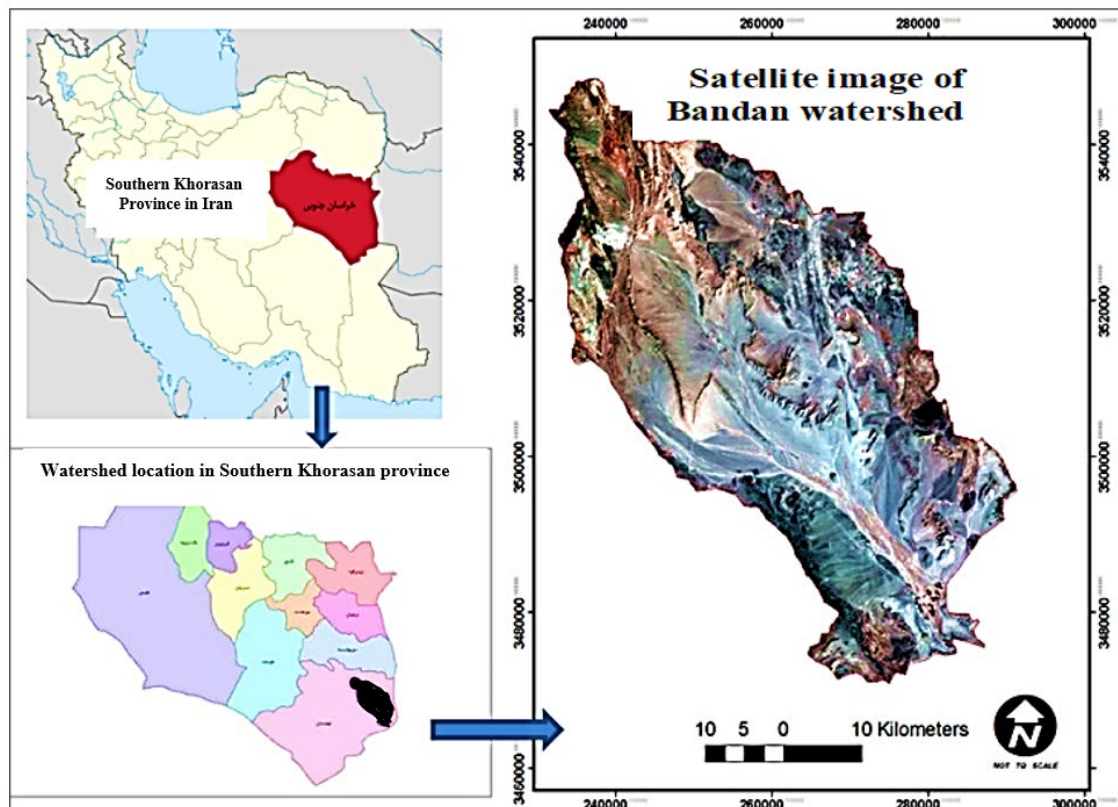 Southern Khorasan
Province in Iran
خراسان جنوبی
Watershed location in Southern Khorasan province
240000
260000
280000
300000
Satellite image of
Bandan watershed
3540000
3520000
3500000
3480000
3460000
3540000
3520000
3500000
3480000
3460000
10 5 0 10 Kilometers
N
NOT TO SCALE
240000
260000
280000
300000